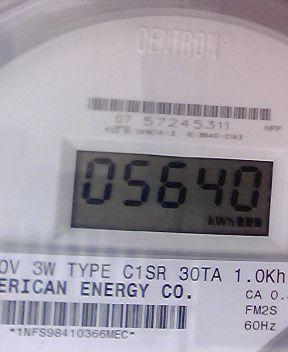 CENTRON®
07 57245311
NPP
05640
kWh
0V 3W TYPE C1SR 30TA 1.0Kh
ERICAN ENERGY CO.
CA 0.
FM2S
*1NFS98410366MEC*
60Hz